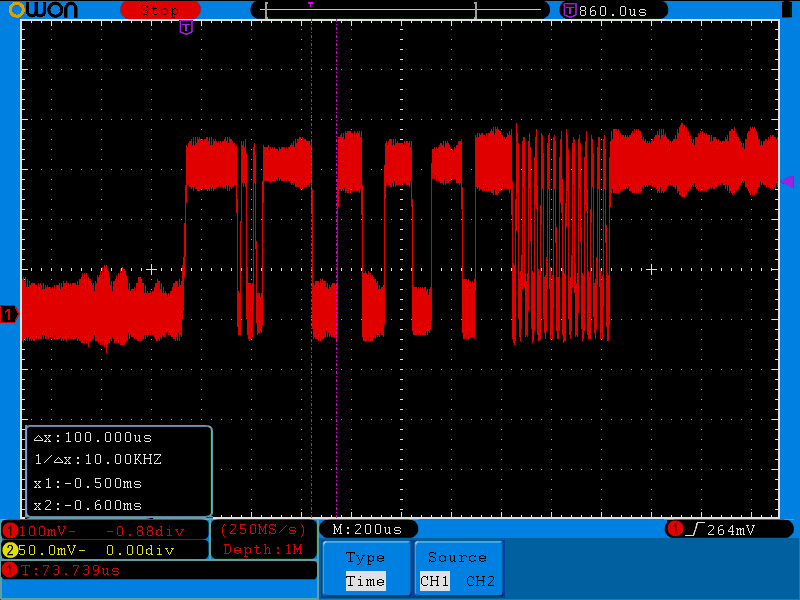 OWON Stop T 860.0us
T
1
△x:100.000us
1/△x:10.00KHZ
x1:-0.500ms
x2:-0.600ms
1 100mV- -0.88div (250MS/s) M:200us 1 264mV
2 50.0mV- 0.00div Depth:1M
1 T:73.739us
Type Source
Time CH1 CH2